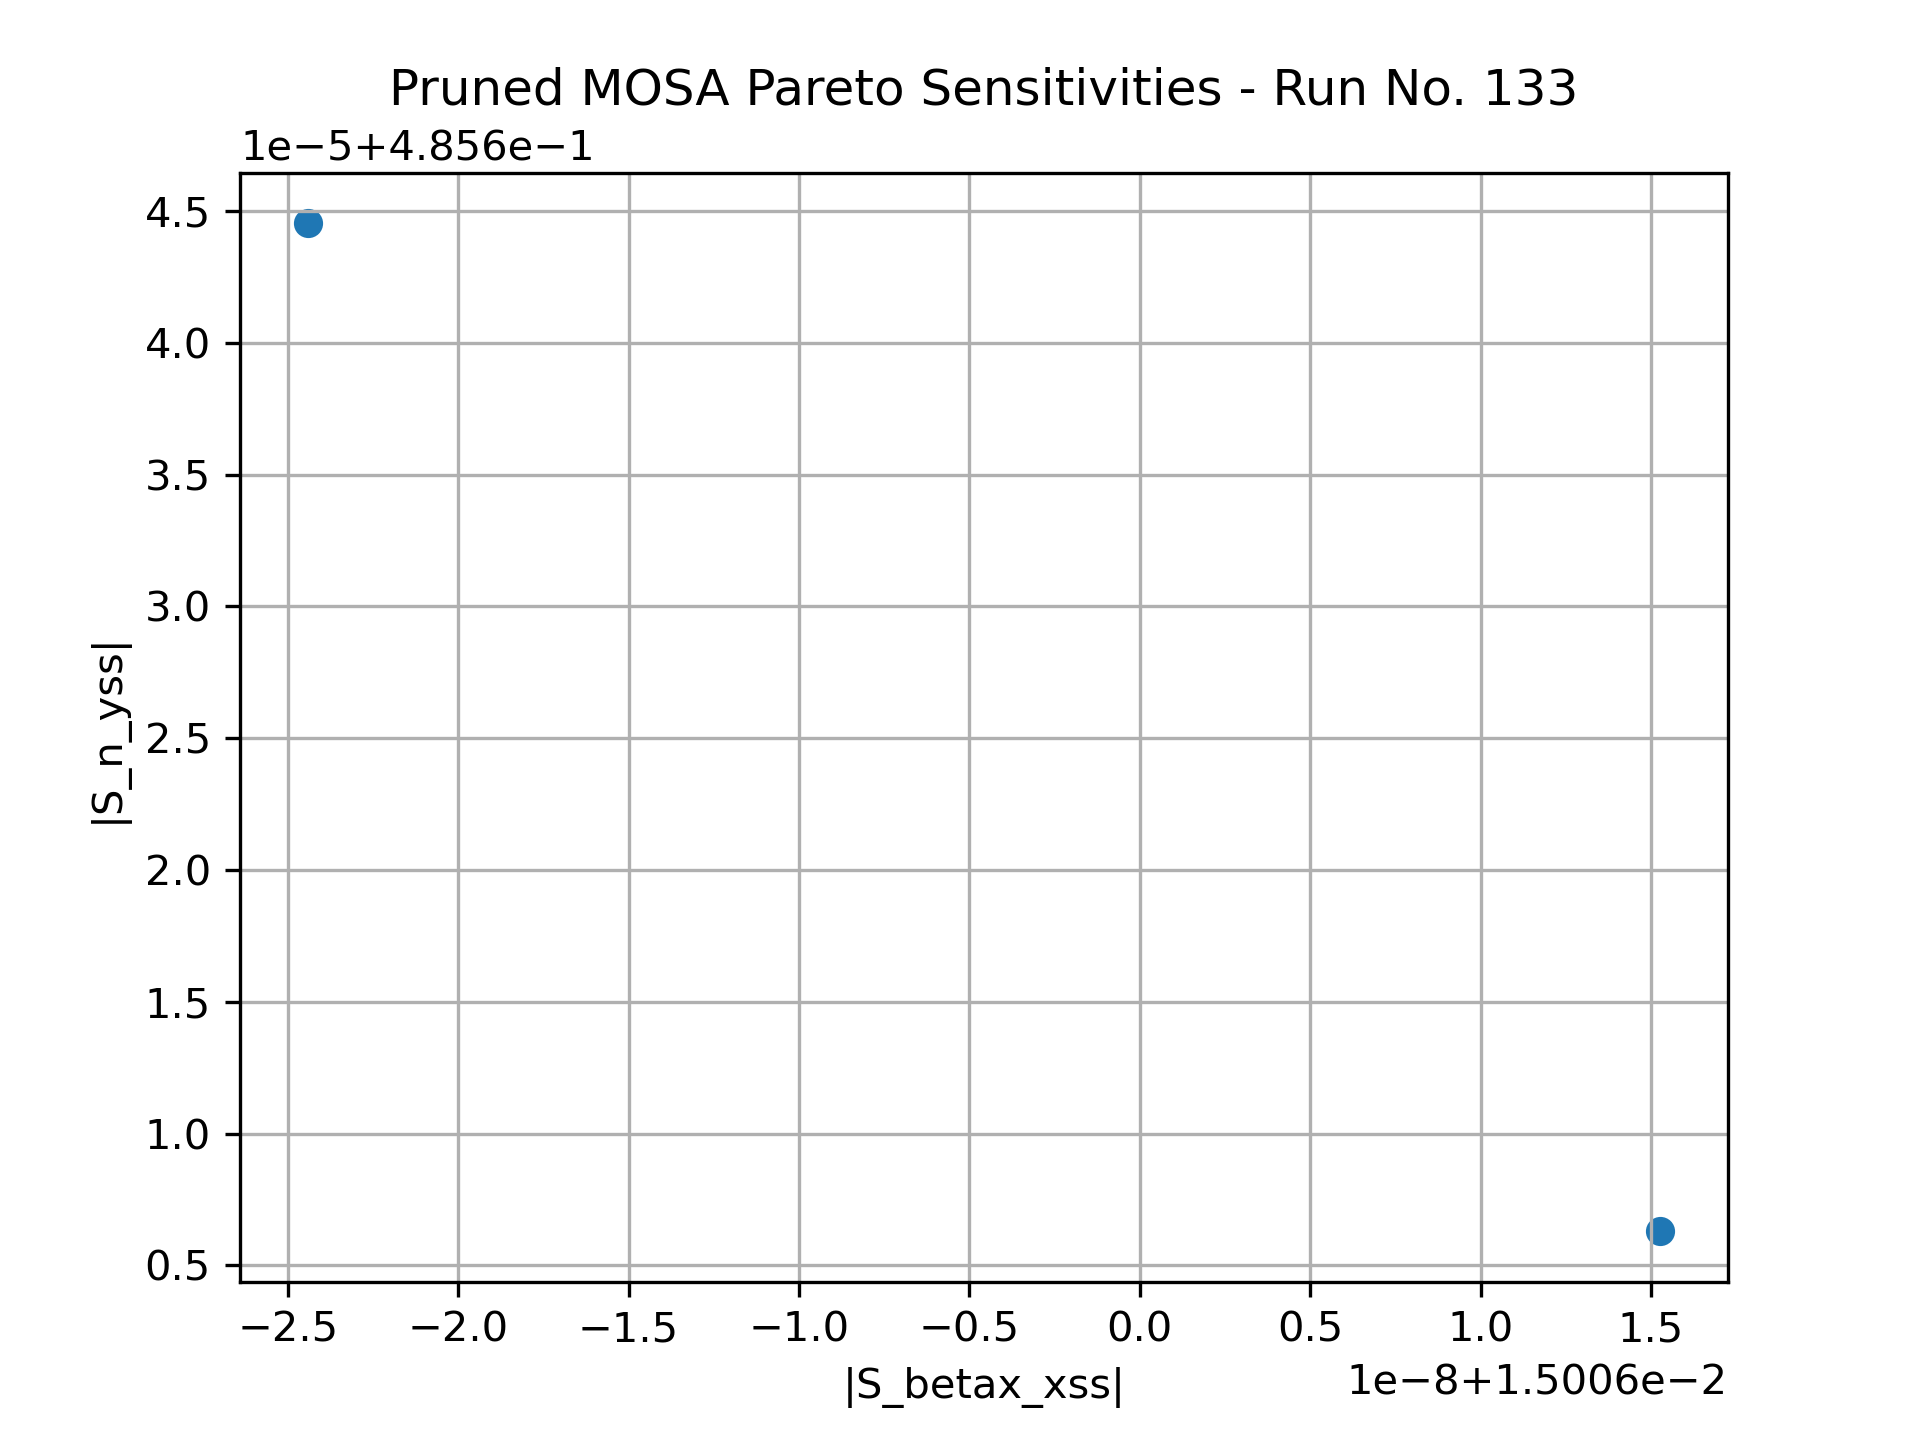 Pruned MOSA Pareto Sensitivities - Run No. 133
1e−5+4.856e−1
4.5
4.0
3.5
3.0
2.5
2.0
1.5
1.0
0.5
|S_n_yss|
−2.5 −2.0 −1.5 −1.0 −0.5 0.0 0.5 1.0 1.5
|S_betax_xss|
1e−8+1.5006e−2